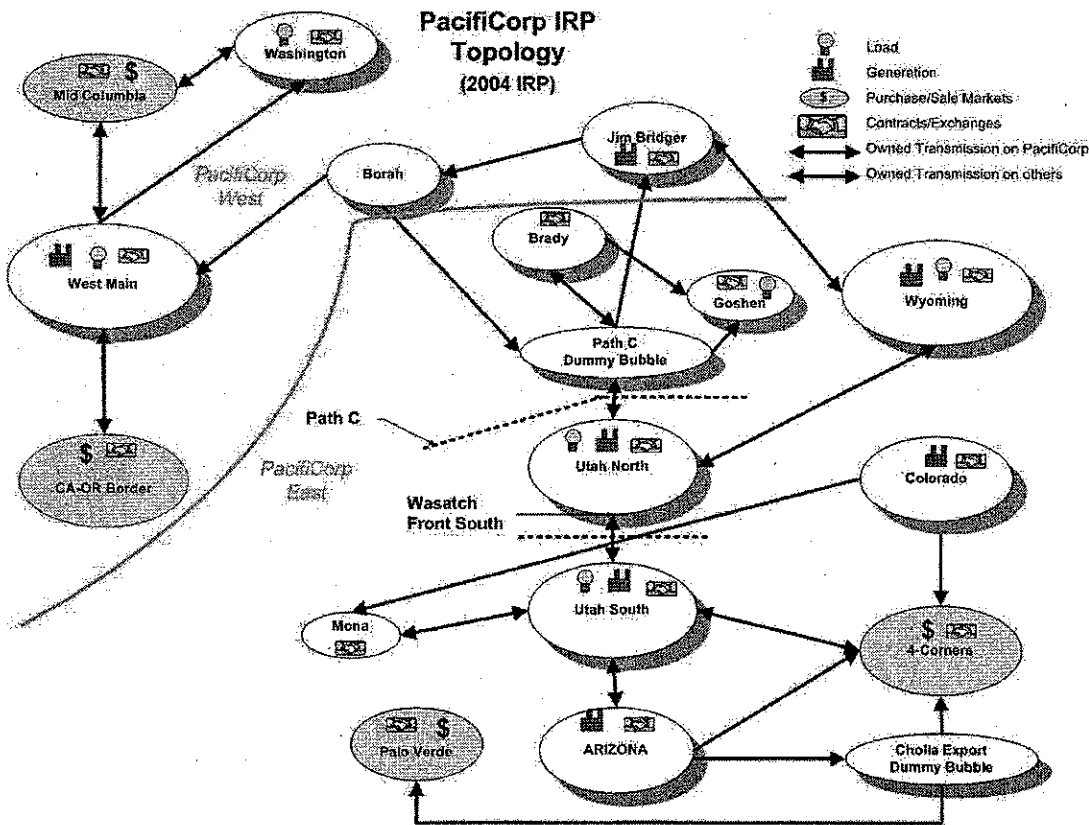 PacifiCorp IRP
Topology
(2004 IRP)
Load
Generation
$
Purchase/Sale Markets
Contracts/Exchanges
Owned Transmission on PacifiCorp
Owned Transmission on others
Washington
$
Mid Columbia
Jim Bridger
Borah
PacifiCorp
West
Brady
Goshen
West Main
Wyoming
Path C
Dummy Bubble
Path C
$
CA-OR Border
PacifiCorp
East
Utah North
Colorado
Wasatch
Front South
Utah South
Mona
$
4-Corners
$
Palo Verde
ARIZONA
Cholla Export
Dummy Bubble